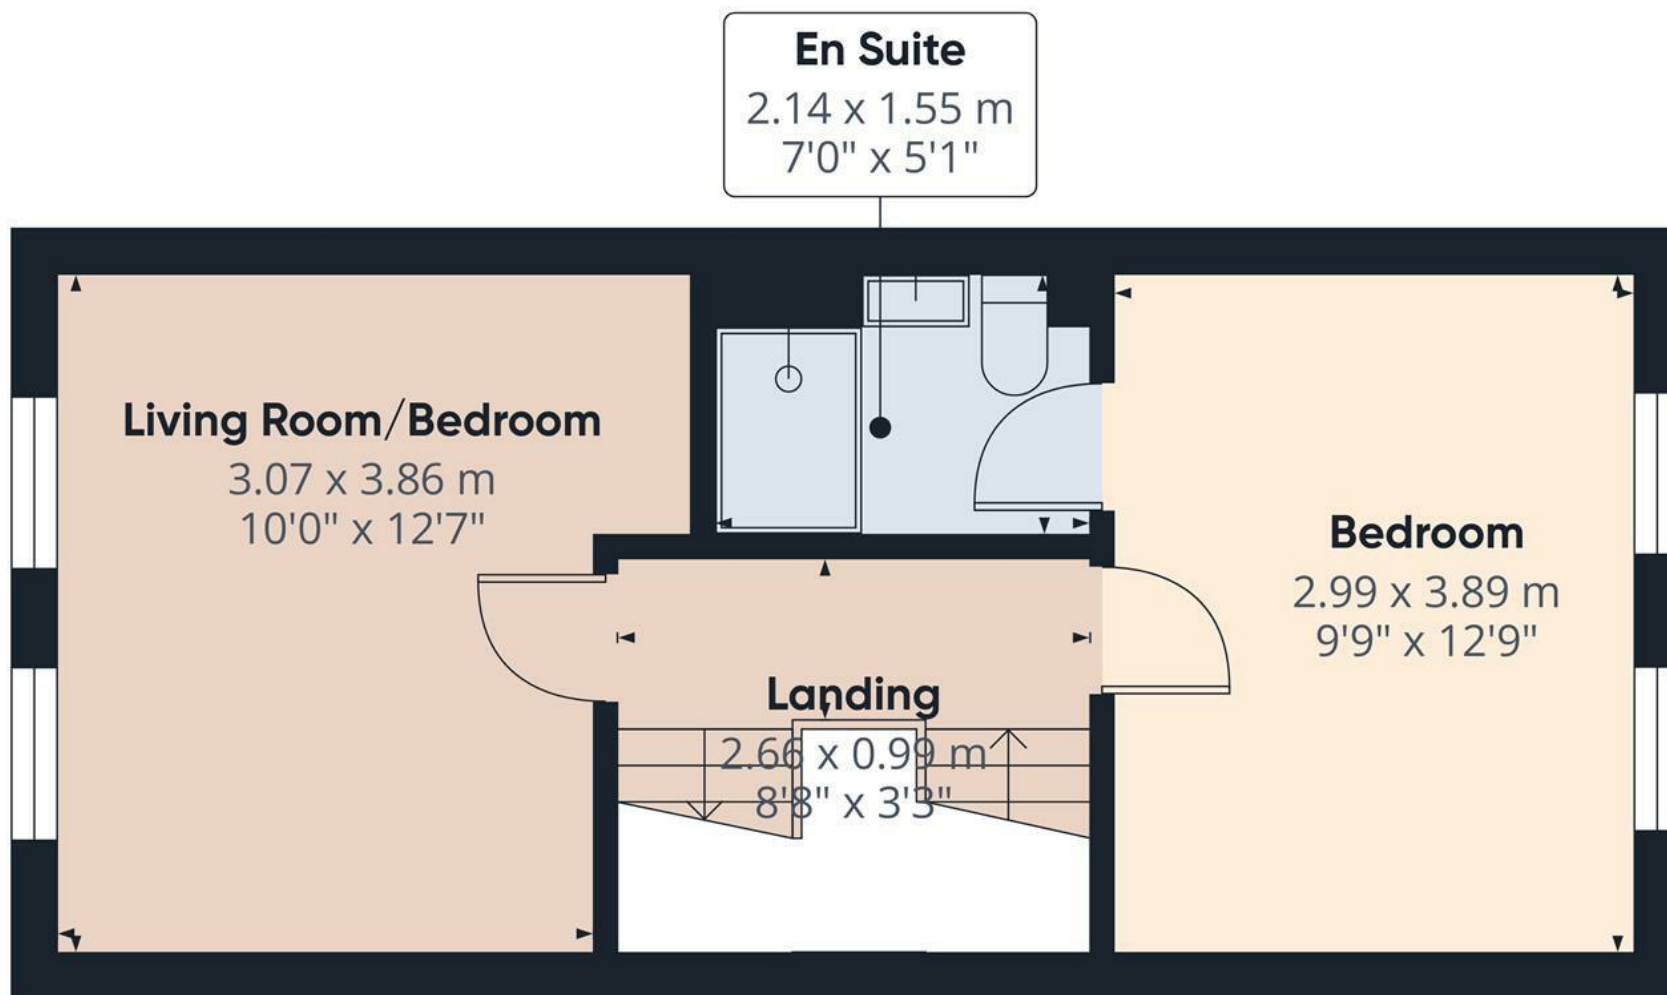 En Suite
2.14 x 1.55 m
7'0" x 5'1"
Living Room/Bedroom
3.07 x 3.86 m
10'0" x 12'7"
Bedroom
2.99 x 3.89 m
9'9" x 12'9"
Landing
2.66 x 0.99 m
8'8" x 3'3"